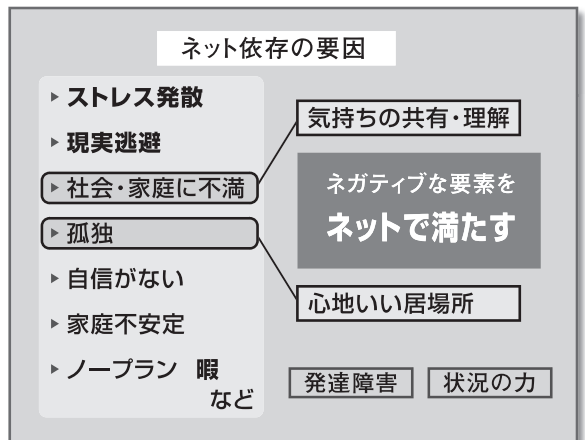 ネット依存の要因
▶ストレス発散
▶現実逃避
▶社会・家庭に不満
▶孤独
▶自信がない
▶家庭不安定
▶ノープラン 暇
など
気持ちの共有・理解
ネガティブな要素を
ネットで満たす
心地いい居場所
発達障害 状況の力